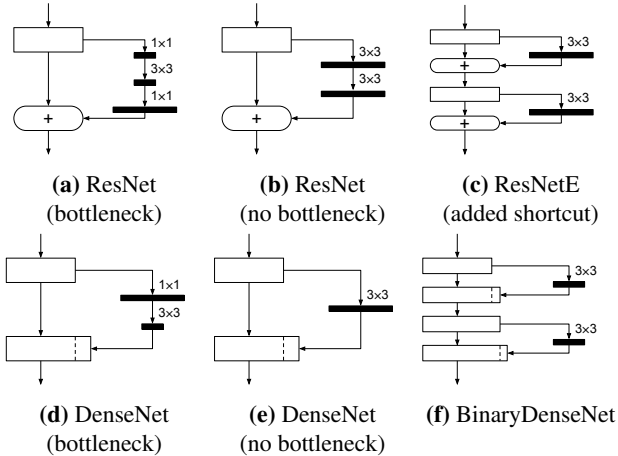 1×1
3×3
1×1
+
(a) ResNet
(bottleneck)
3×3
3×3
+
(b) ResNet
(no bottleneck)
3×3
+
3×3
+
(c) ResNetE
(added shortcut)
1×1
3×3
(d) DenseNet
(bottleneck)
3×3
(e) DenseNet
(no bottleneck)
3×3
3×3
(f) BinaryDenseNet